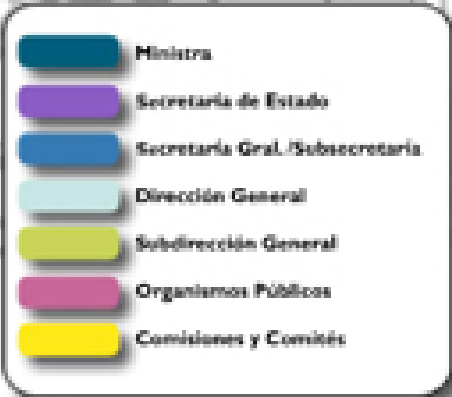 Ministra
Secretaría de Estado
Secretaría Gral./Subsecretaría
Dirección General
Subdirección General
Organismos Públicos
Comisiones y Comités